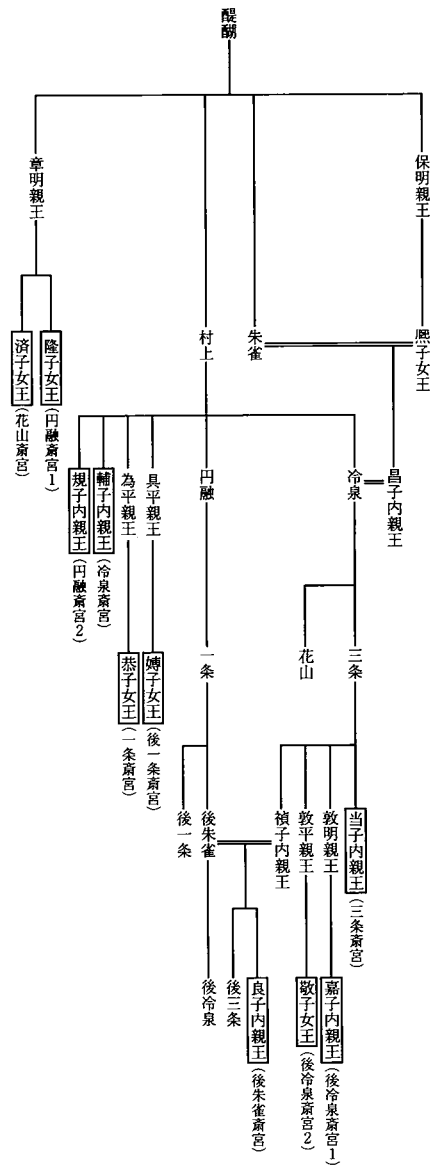 醍醐
保明親王
朱雀
村上
章明親王
熈子女王
隆子女王(円融斎宮1)
済子女王(花山斎宮)
昌子内親王
冷泉
円融
具平親王
為平親王
輔子内親王(冷泉斎宮)
規子内親王(円融斎宮2)
三条
花山
一条
嫥子女王(後一条斎宮)
恭子女王(一条斎宮)
当子内親王(三条斎宮)
敦明親王
敦平親王
禎子内親王
後朱雀
後一条
嘉子内親王(後冷泉斎宮1)
敬子女王(後冷泉斎宮2)
良子内親王(後朱雀斎宮)
後三条
後冷泉